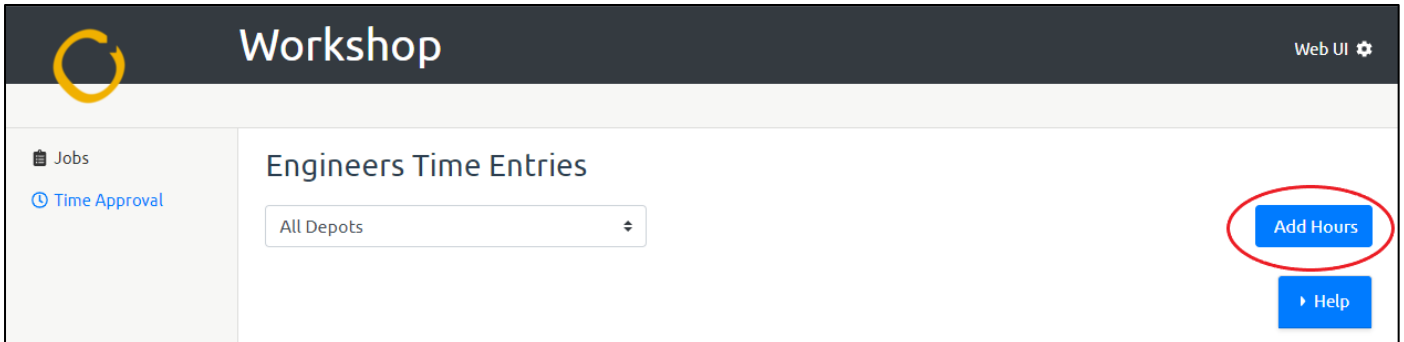 Workshop
Web UI
Jobs
Time Approval
Engineers Time Entries
All Depots
Add Hours
Help